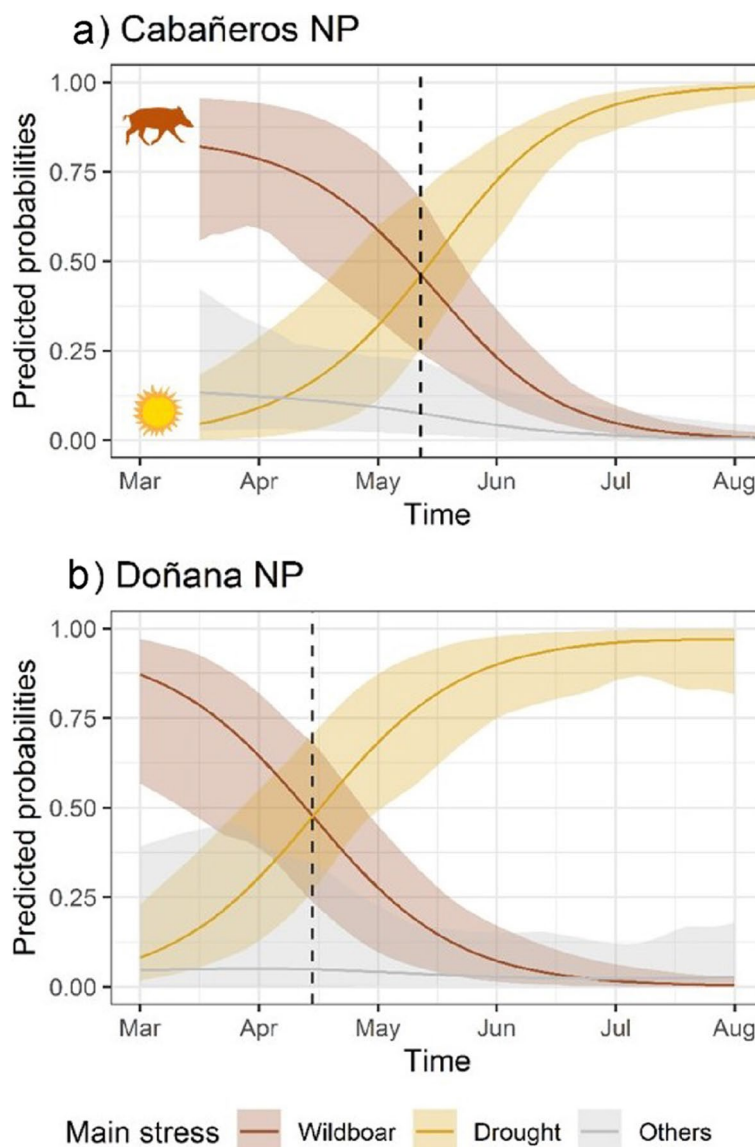 a) Cabañeros NP
1.00
0.75
0.50
0.25
0.00
Predicted probabilities
Mar Apr May Jun Jul Aug
Time
b) Doñana NP
1.00
0.75
0.50
0.25
0.00
Predicted probabilities
Mar Apr May Jun Jul Aug
Time
Main stress Wildboar Drought Others